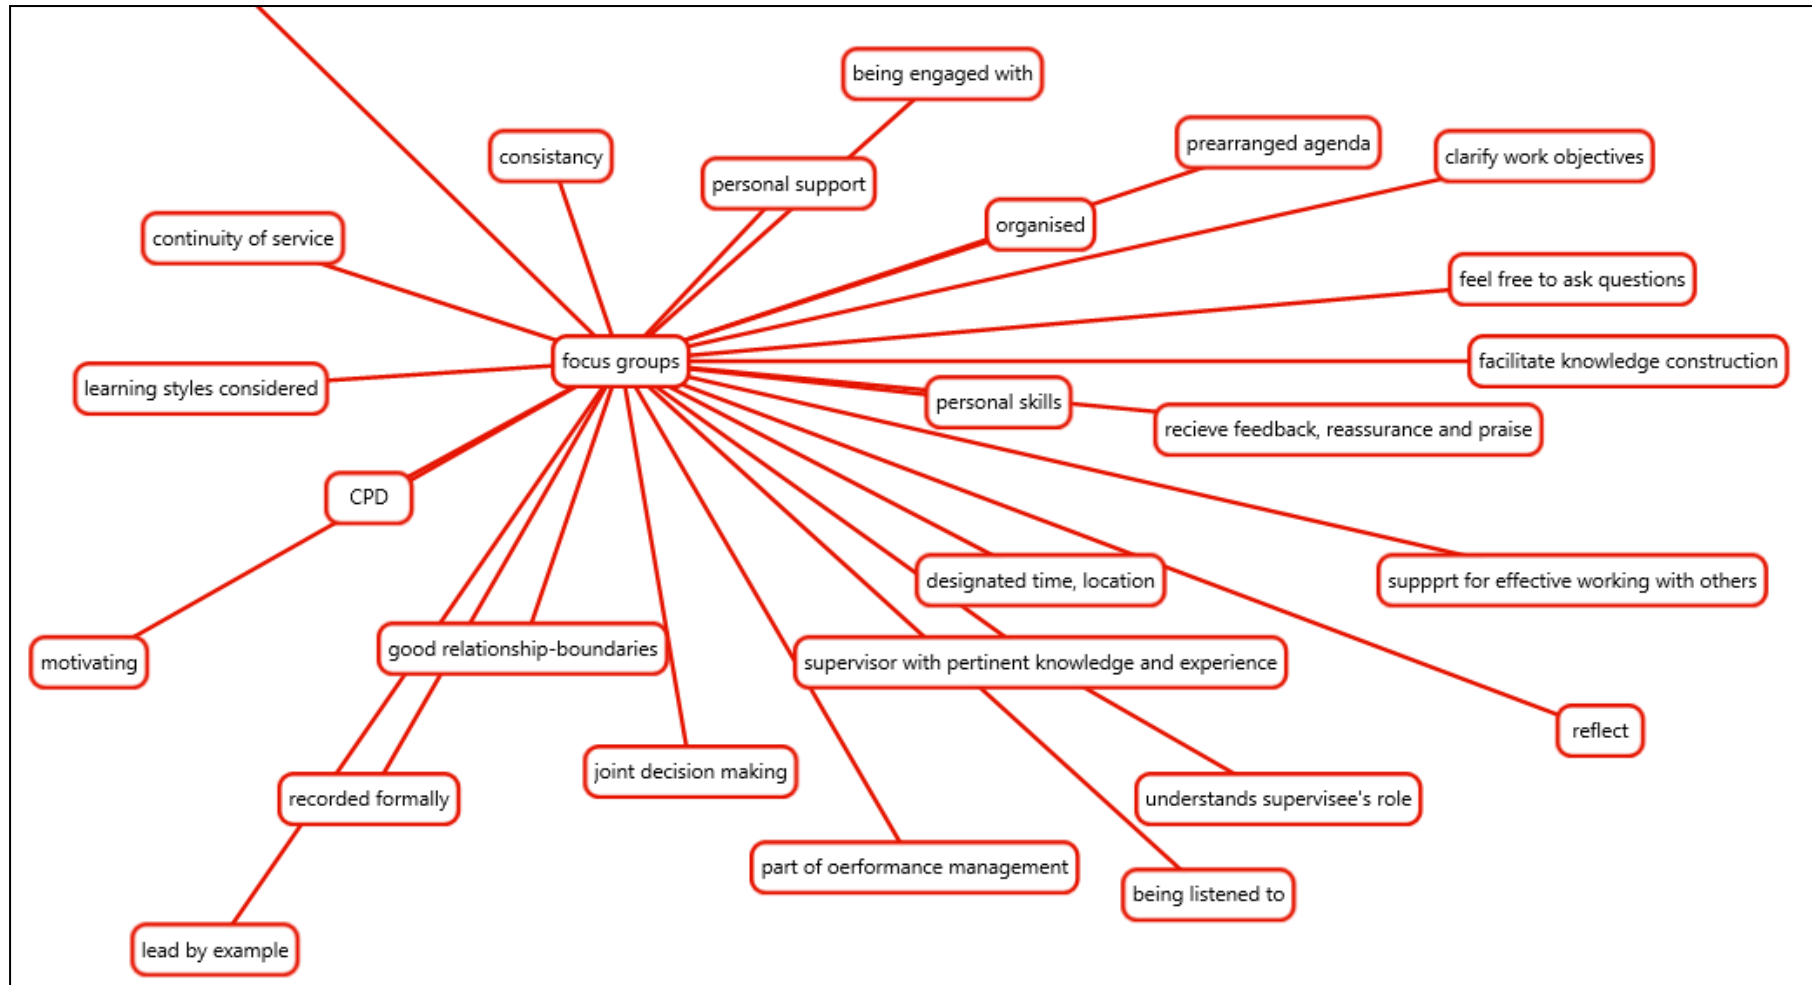 being engaged with
prearranged agenda
consistancy
clarify work objectives
personal support
organised
continuity of service
feel free to ask questions
focus groups
facilitate knowledge construction
learning styles considered
personal skills
recieve feedback, reassurance and praise
CPD
designated time, location
suppprt for effective working with others
good relationship-boundaries
motivating
supervisor with pertinent knowledge and experience
reflect
joint decision making
recorded formally
understands supervisee's role
part of oerformance management
being listened to
lead by example